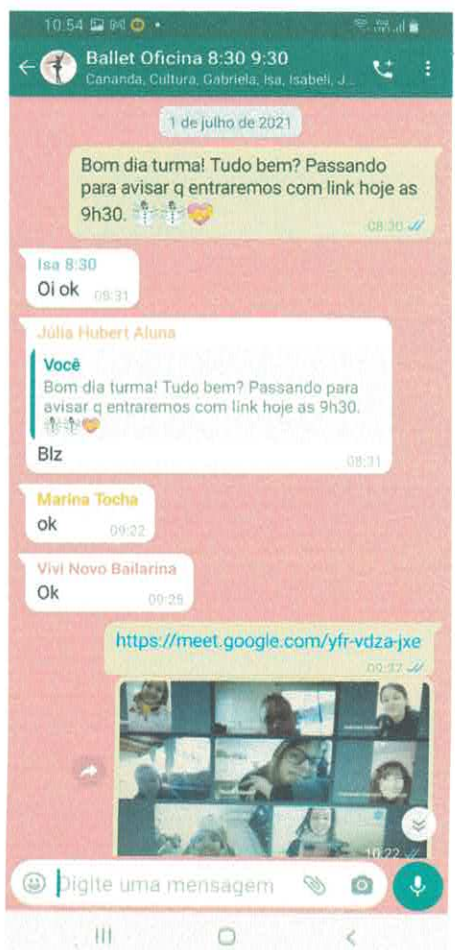 10:54
Ballet Oficina 8:30 9:30
Cananda, Cultura, Gabriela, Isa, Isabeli, J...
1 de julho de 2021
Bom dia turma! Tudo bem? Passando
para avisar q entraremos com link hoje as
9h30. ⛄⛄💝
08:30
Isa 8:30
Oi ok 08:31
Júlia Hubert Aluna
Você
Bom dia turma! Tudo bem? Passando para
avisar q entraremos com link hoje as 9h30.
⛄⛄💝
Blz 08:31
Marina Tocha
ok 09:22
Vivi Novo Bailarina
Ok 09:25
https://meet.google.com/yfr-vdza-jxe
09:27
10:22
Digite uma mensagem